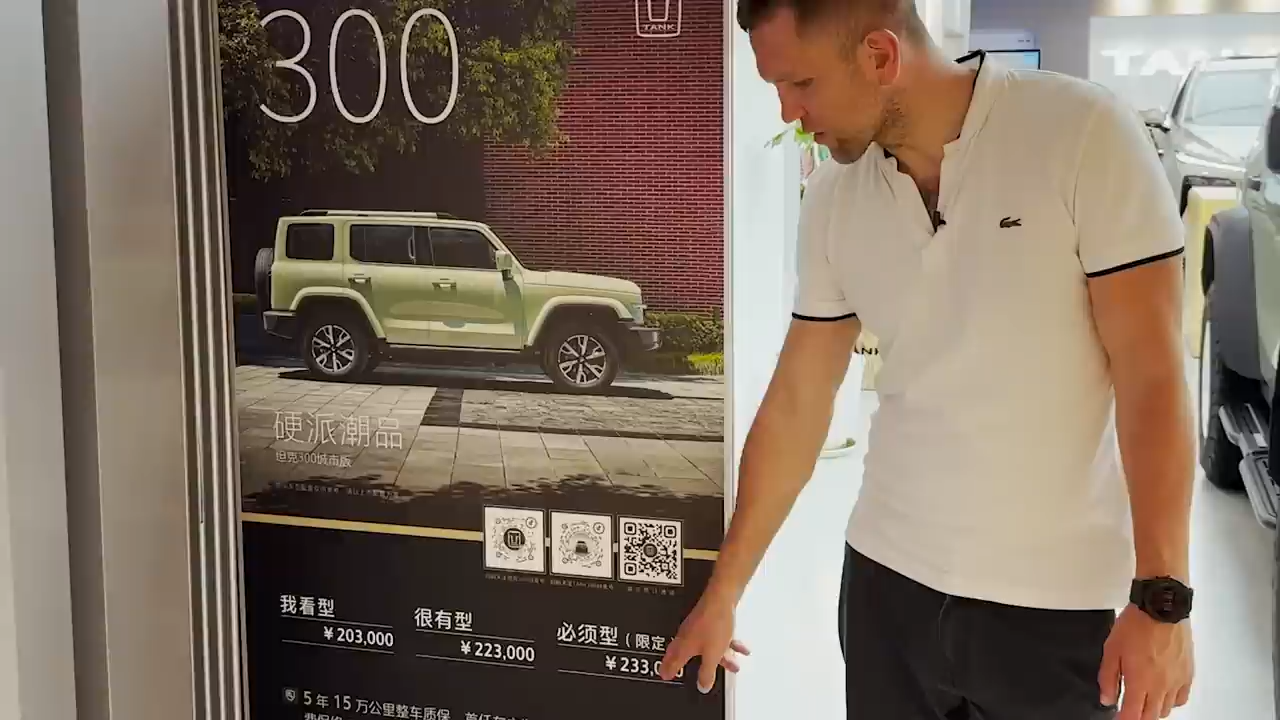 300
TANK
TA
硬派潮品
坦克300城市版
ANK
我看型
¥203,000
很有型
¥223,000
必须型（限定
¥233,0
5年15万公里整车质保